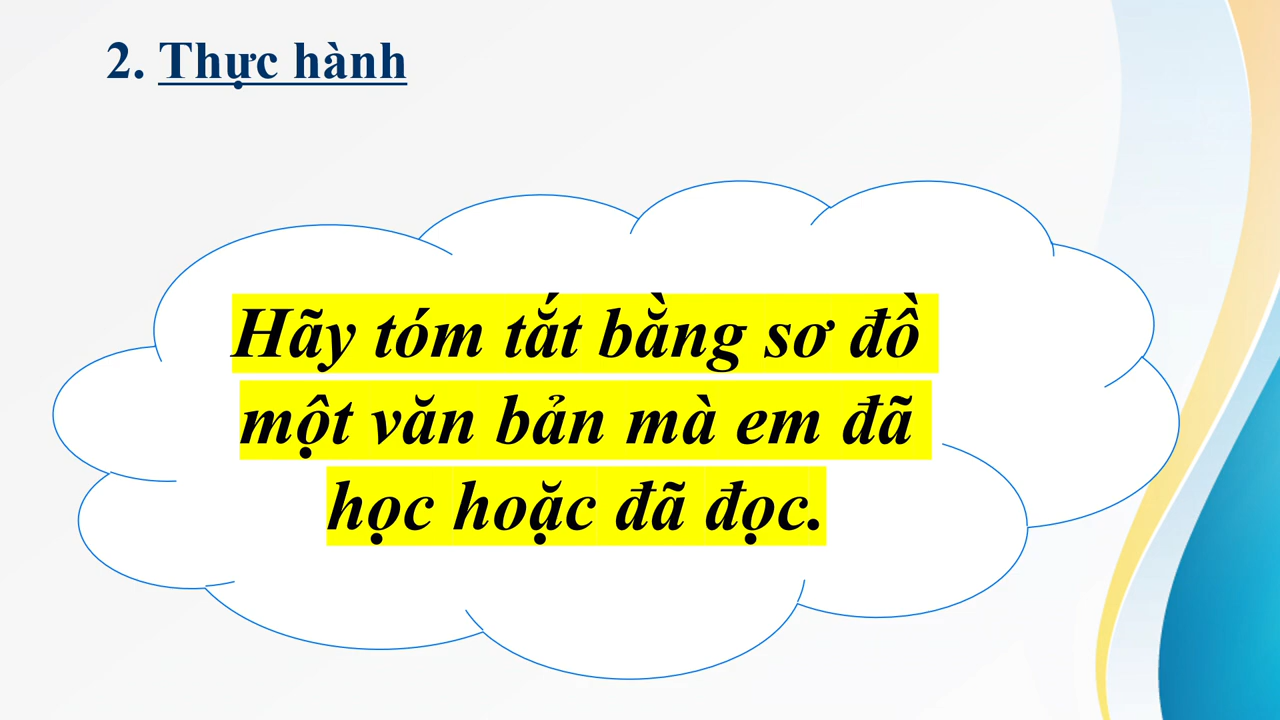 2. Thực hành
Hãy tóm tắt bằng sơ đồ
một văn bản mà em đã
học hoặc đã đọc.